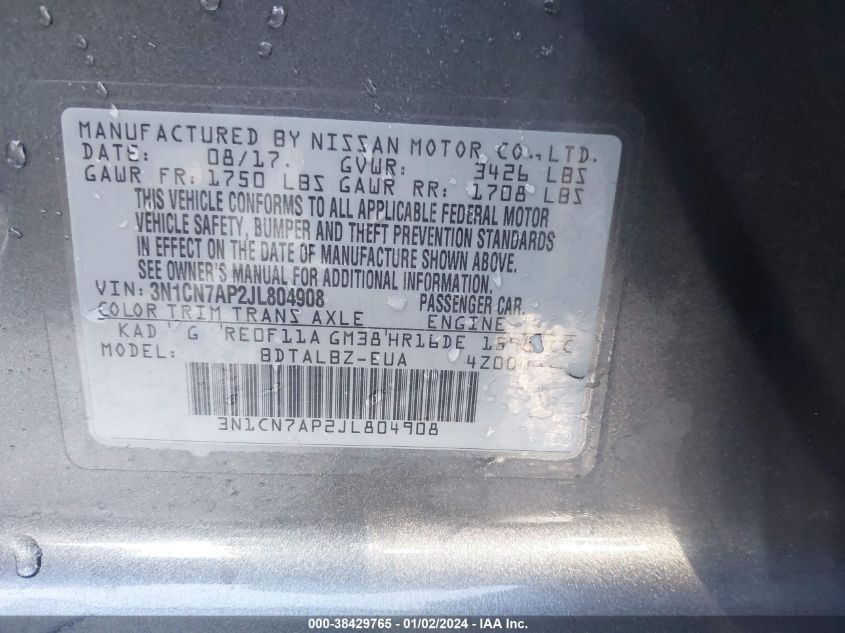 MANUFACTURED BY NISSAN MOTOR CO., LTD.
DATE: 08/17. GVWR: 3426 LBS
GAWR FR: 1750 LBS GAWR RR: 1708 LBS
THIS VEHICLE CONFORMS TO ALL APPLICABLE FEDERAL MOTOR
VEHICLE SAFETY, BUMPER AND THEFT PREVENTION STANDARDS
IN EFFECT ON THE DATE OF MANUFACTURE SHOWN ABOVE.
SEE OWNER'S MANUAL FOR ADDITIONAL INFORMATION.
VIN: 3N1CN7AP2JL804908 PASSENGER CAR.
COLOR TRIM TRANS AXLE ENGINE
KAD G RE0F11A GM38 HR16DE
MODEL: BDTALBZ-EUA
3N1CN7AP2JL804908
000-38429765 - 01/02/2024 - IAA Inc.